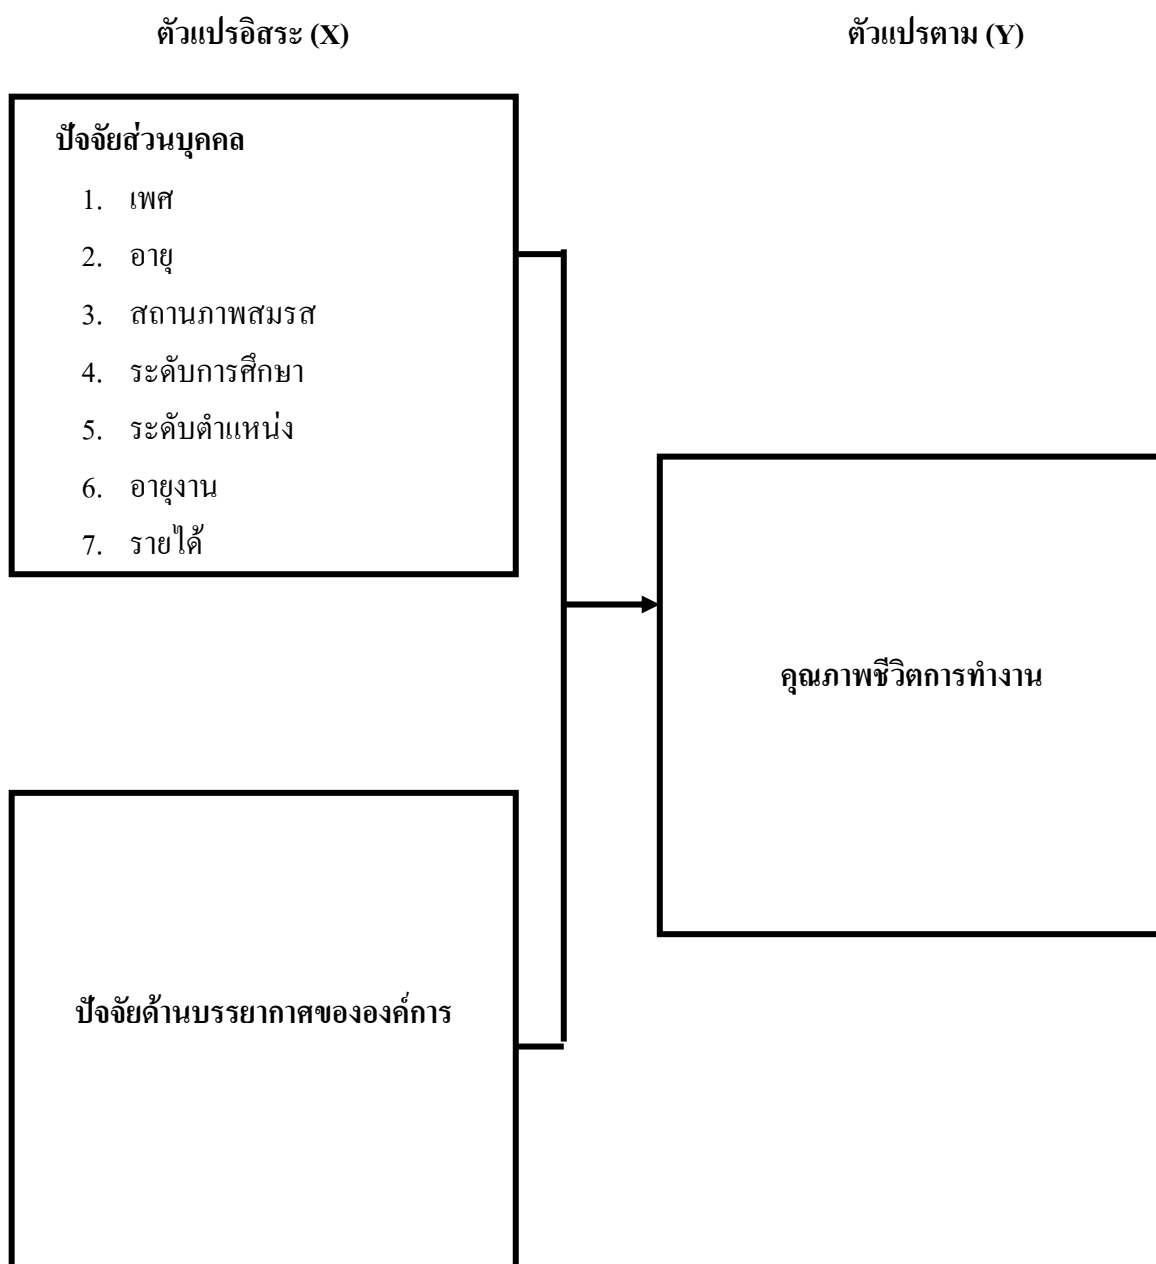 ตัวแปรอิสระ (X)
ตัวแปรตาม (Y)
ปัจจัยส่วนบุคคล
1. เพศ
2. อายุ
3. สถานภาพสมรส
4. ระดับการศึกษา
5. ระดับตำแหน่ง
6. อายุงาน
7. รายได้
คุณภาพชีวิตการทำงาน
ปัจจัยด้านบรรยากาศขององค์การ